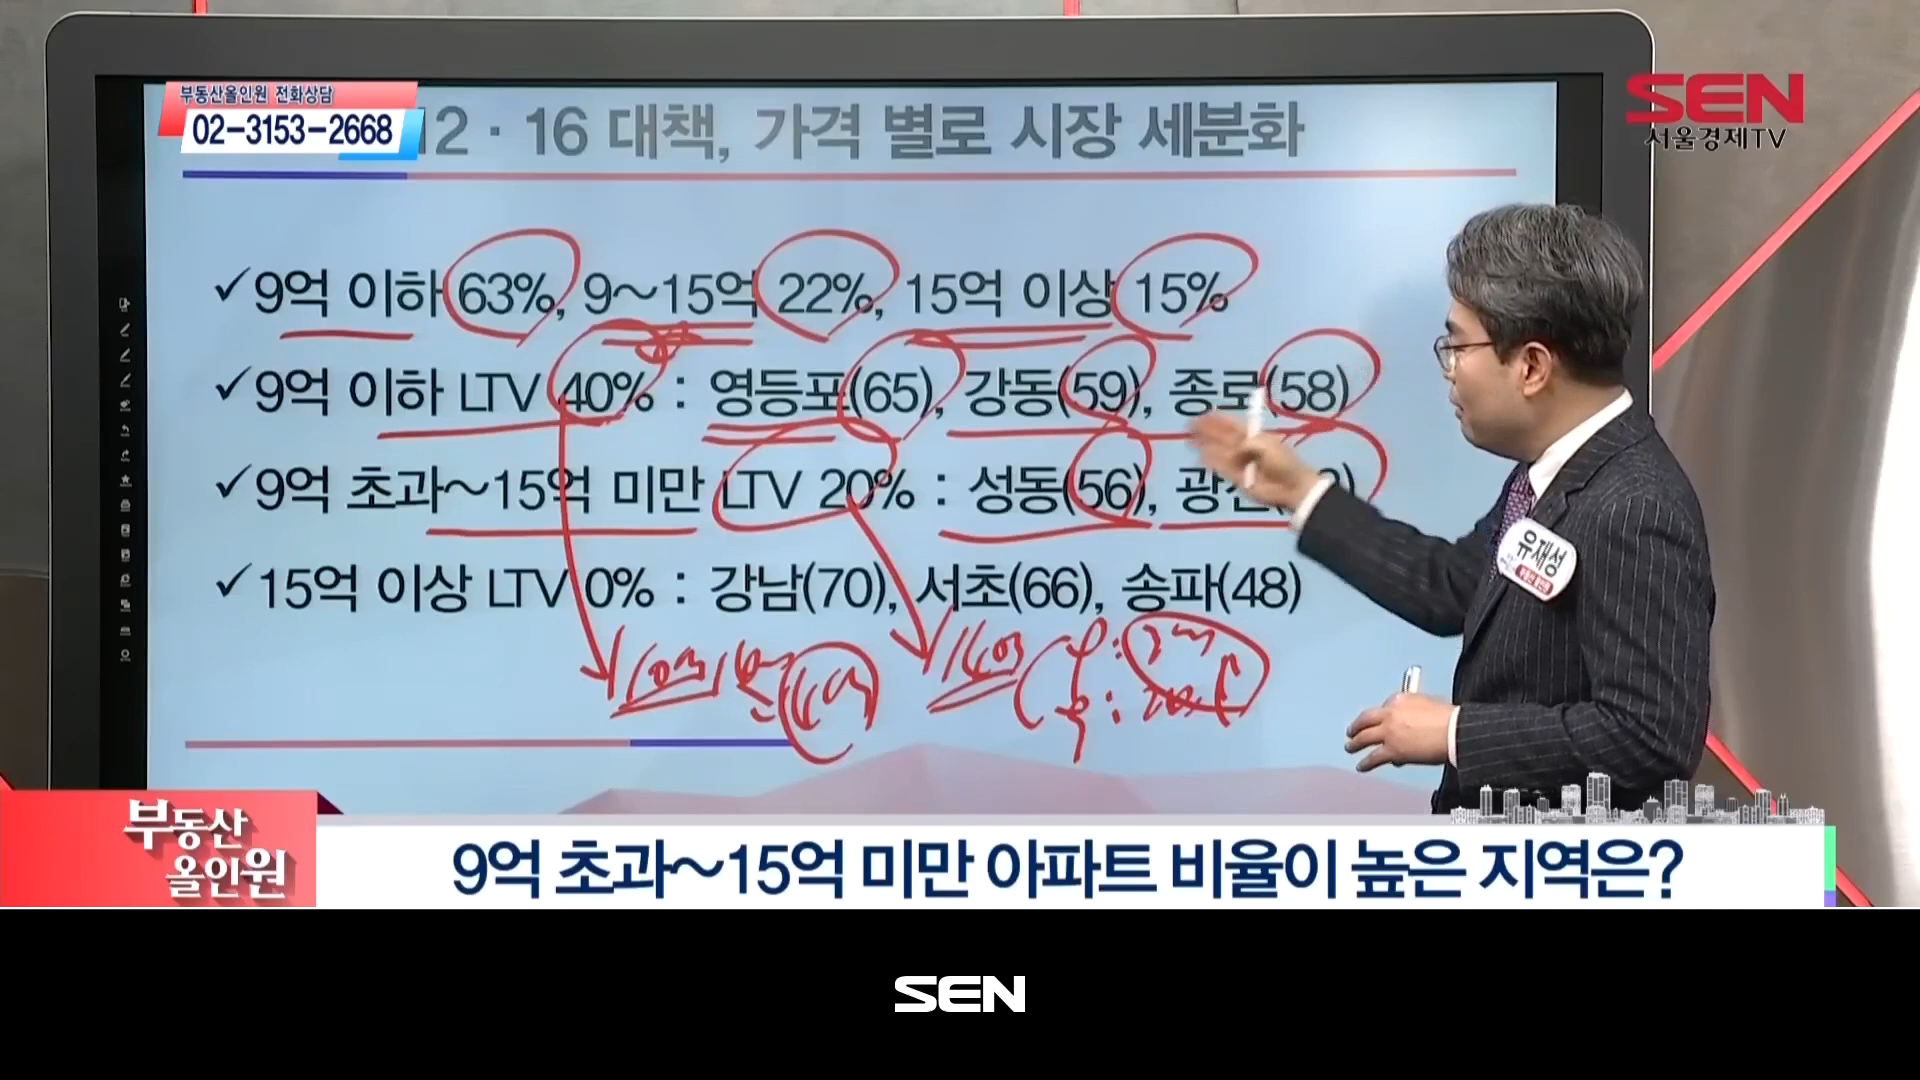 부동산올인원 전화상담
02-3153-2668
12·16 대책, 가격 별로 시장 세분화
SEN
서울경제TV
✓9억 이하 63%, 9~15억 22%, 15억 이상 15%
✓9억 이하 LTV 40% : 영등포(65), 강동(59), 종로(58)
✓9억 초과~15억 미만 LTV 20% : 성동(56),
✓15억 이상 LTV 0% : 강남(70), 서초(66), 송파(48)
유재성
부동산
올인원
9억 초과~15억 미만 아파트 비율이 높은 지역은?
SEN